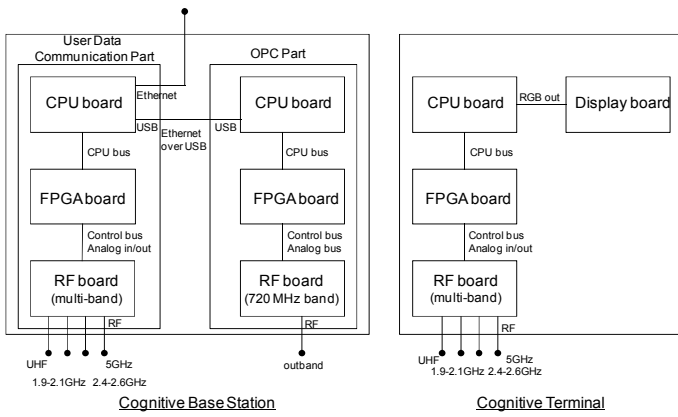 User Data
Communication Part
CPU board
Ethernet
USB
Ethernet
over USB
CPU bus
FPGA board
Control bus
Analog in/out
RF board
(multi-band)
RF
UHF
1.9-2.1GHz
5GHz
2.4-2.6GHz
OPC Part
USB
CPU board
CPU bus
FPGA board
Control bus
Analog bus
RF board
(720 MHz band)
RF
outband
Cognitive Base Station
CPU board
RGB out
Display board
CPU bus
FPGA board
Control bus
Analog in/out
RF board
(multi-band)
RF
UHF
1.9-2.1GHz
5GHz
2.4-2.6GHz
Cognitive Terminal